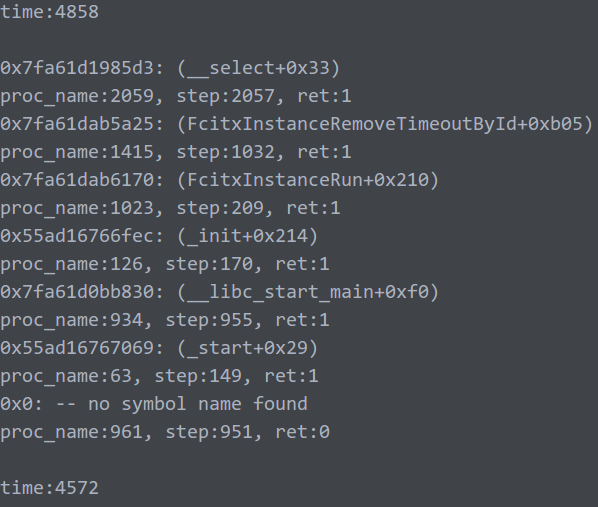 time:4858
0x7fa61d1985d3: (__select+0x33)
proc_name:2059, step:2057, ret:1
0x7fa61dab5a25: (FcitxInstanceRemoveTimeoutById+0xb05)
proc_name:1415, step:1032, ret:1
0x7fa61dab6170: (FcitxInstanceRun+0x210)
proc_name:1023, step:209, ret:1
0x55ad16766fec: (_init+0x214)
proc_name:126, step:170, ret:1
0x7fa61d0bb830: (__libc_start_main+0xf0)
proc_name:934, step:955, ret:1
0x55ad16767069: (_start+0x29)
proc_name:63, step:149, ret:1
0x0: -- no symbol name found
proc_name:961, step:951, ret:0
time:4572